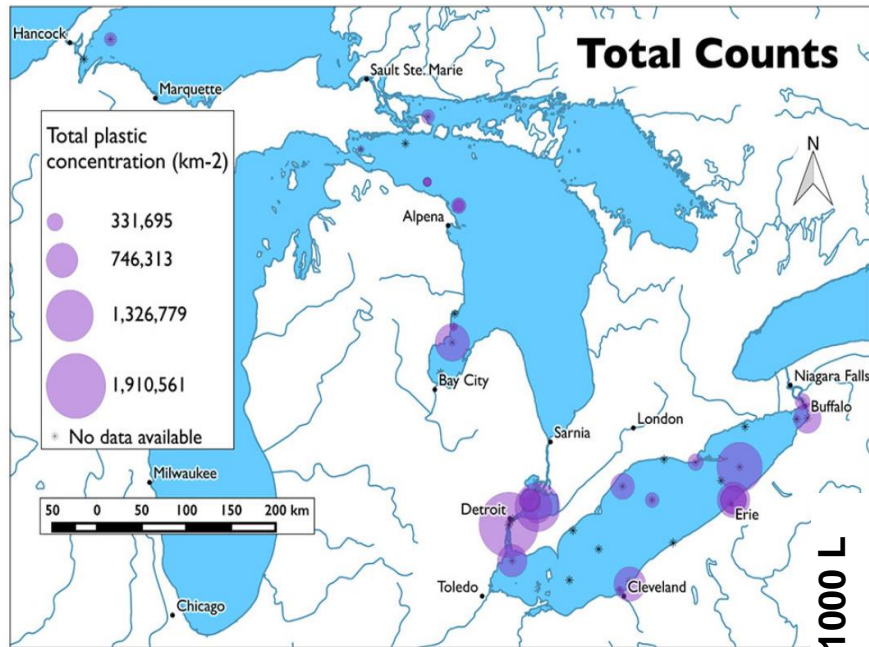 Total Counts
Hancock
Marquette
Sault Ste. Marie
Total plastic
concentration (km-2)
331,695
746,313
1,326,779
1,910,561
* No data available
N
Alpena
Bay City
Niagara Falls
Buffalo
London
Sarnia
Milwaukee
50 0 50 100 150 200 km
Detroit
Erie
Toledo
Cleveland
Chicago
1000 L